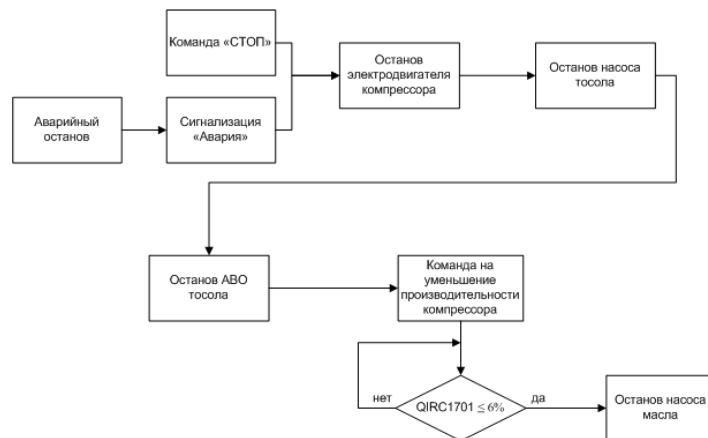 Команда «СТОП»
Останов
электродвигателя
компрессора
Останов насоса
тосола
Аварийный
останов
Сигнализация
«Авария»
Останов АВО
тосола
Команда на
уменьшение
производительности
компрессора
нет
QIRC1701 ≤ 6%
да
Останов насоса
масла